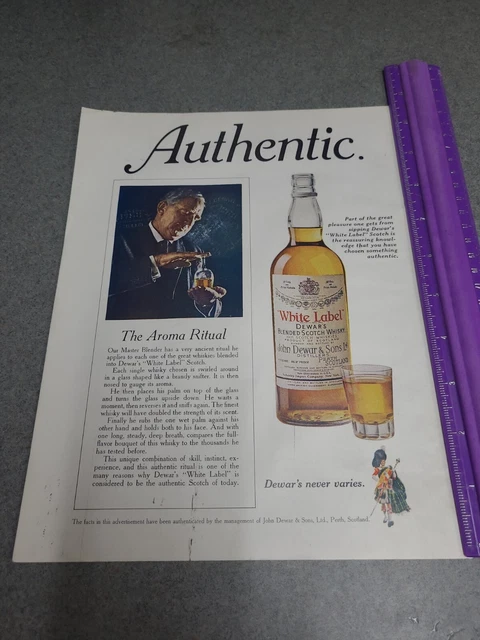 Authentic.
Part of the great
pleasure one gets from
sipping Dewar's
"White Label" Scotch is
the reassuring knowl-
edge that you have
chosen something
authentic.
"White Label"
DEWAR'S
BLENDED SCOTCH WHISKY
John Dewar & Sons Ltd
DISTILLERS
The Aroma Ritual
Our Master Blender has a very ancient ritual he
applies to each one of the great whiskies blended
into Dewar's "White Label" Scotch.
Each single whisky chosen is swirled around
in a glass shaped like a brandy snifter. It is then
nosed to gauge its aroma.
He then places his palm on top of the glass
and turns the glass upside down. He waits a
moment, then reverses it and sniffs again. The finest
whisky will have doubled the strength of its scent.
Finally he rubs the one wet palm against his
other hand and holds both to his face. And with
one long, steady, deep breath, compares the full-
flavor bouquet of this whisky to the thousands he
has tested before.
This unique combination of skill, instinct, ex-
perience, and this authentic ritual is one of the
many reasons why Dewar's "White Label" is
considered to be the authentic Scotch of today.
Dewar's never varies.
The facts in this advertisement have been authenticated by the management of John Dewar & Sons, Ltd., Perth, Scotland.